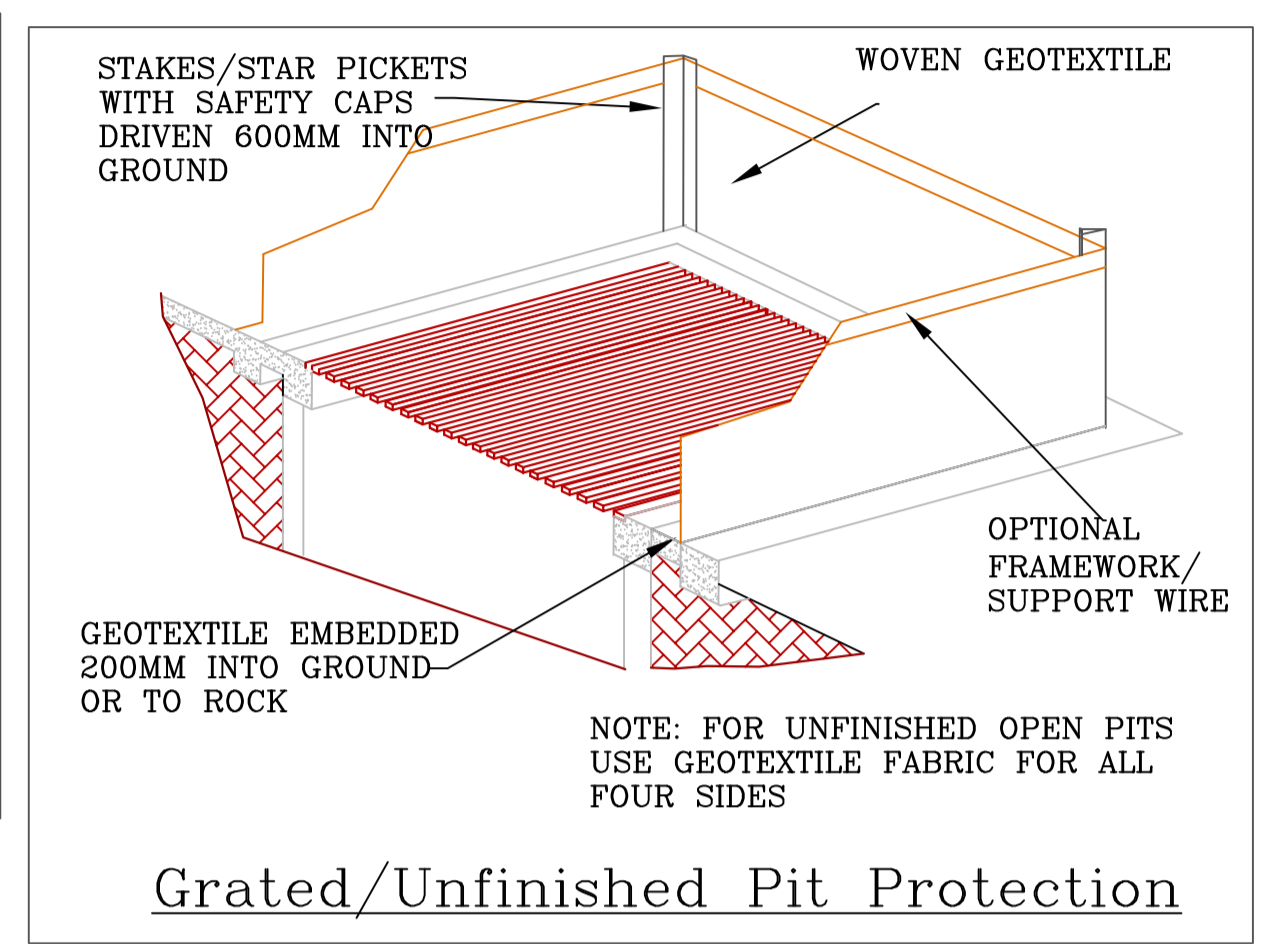 STAKES/STAR PICKETS
WITH SAFETY CAPS
DRIVEN 600MM INTO
GROUND
WOVEN GEOTEXTILE
OPTIONAL
FRAMEWORK/
SUPPORT WIRE
GEOTEXTILE EMBEDDED
200MM INTO GROUND
OR TO ROCK
NOTE: FOR UNFINISHED OPEN PITS
USE GEOTEXTILE FABRIC FOR ALL
FOUR SIDES
Grated/Unfinished Pit Protection